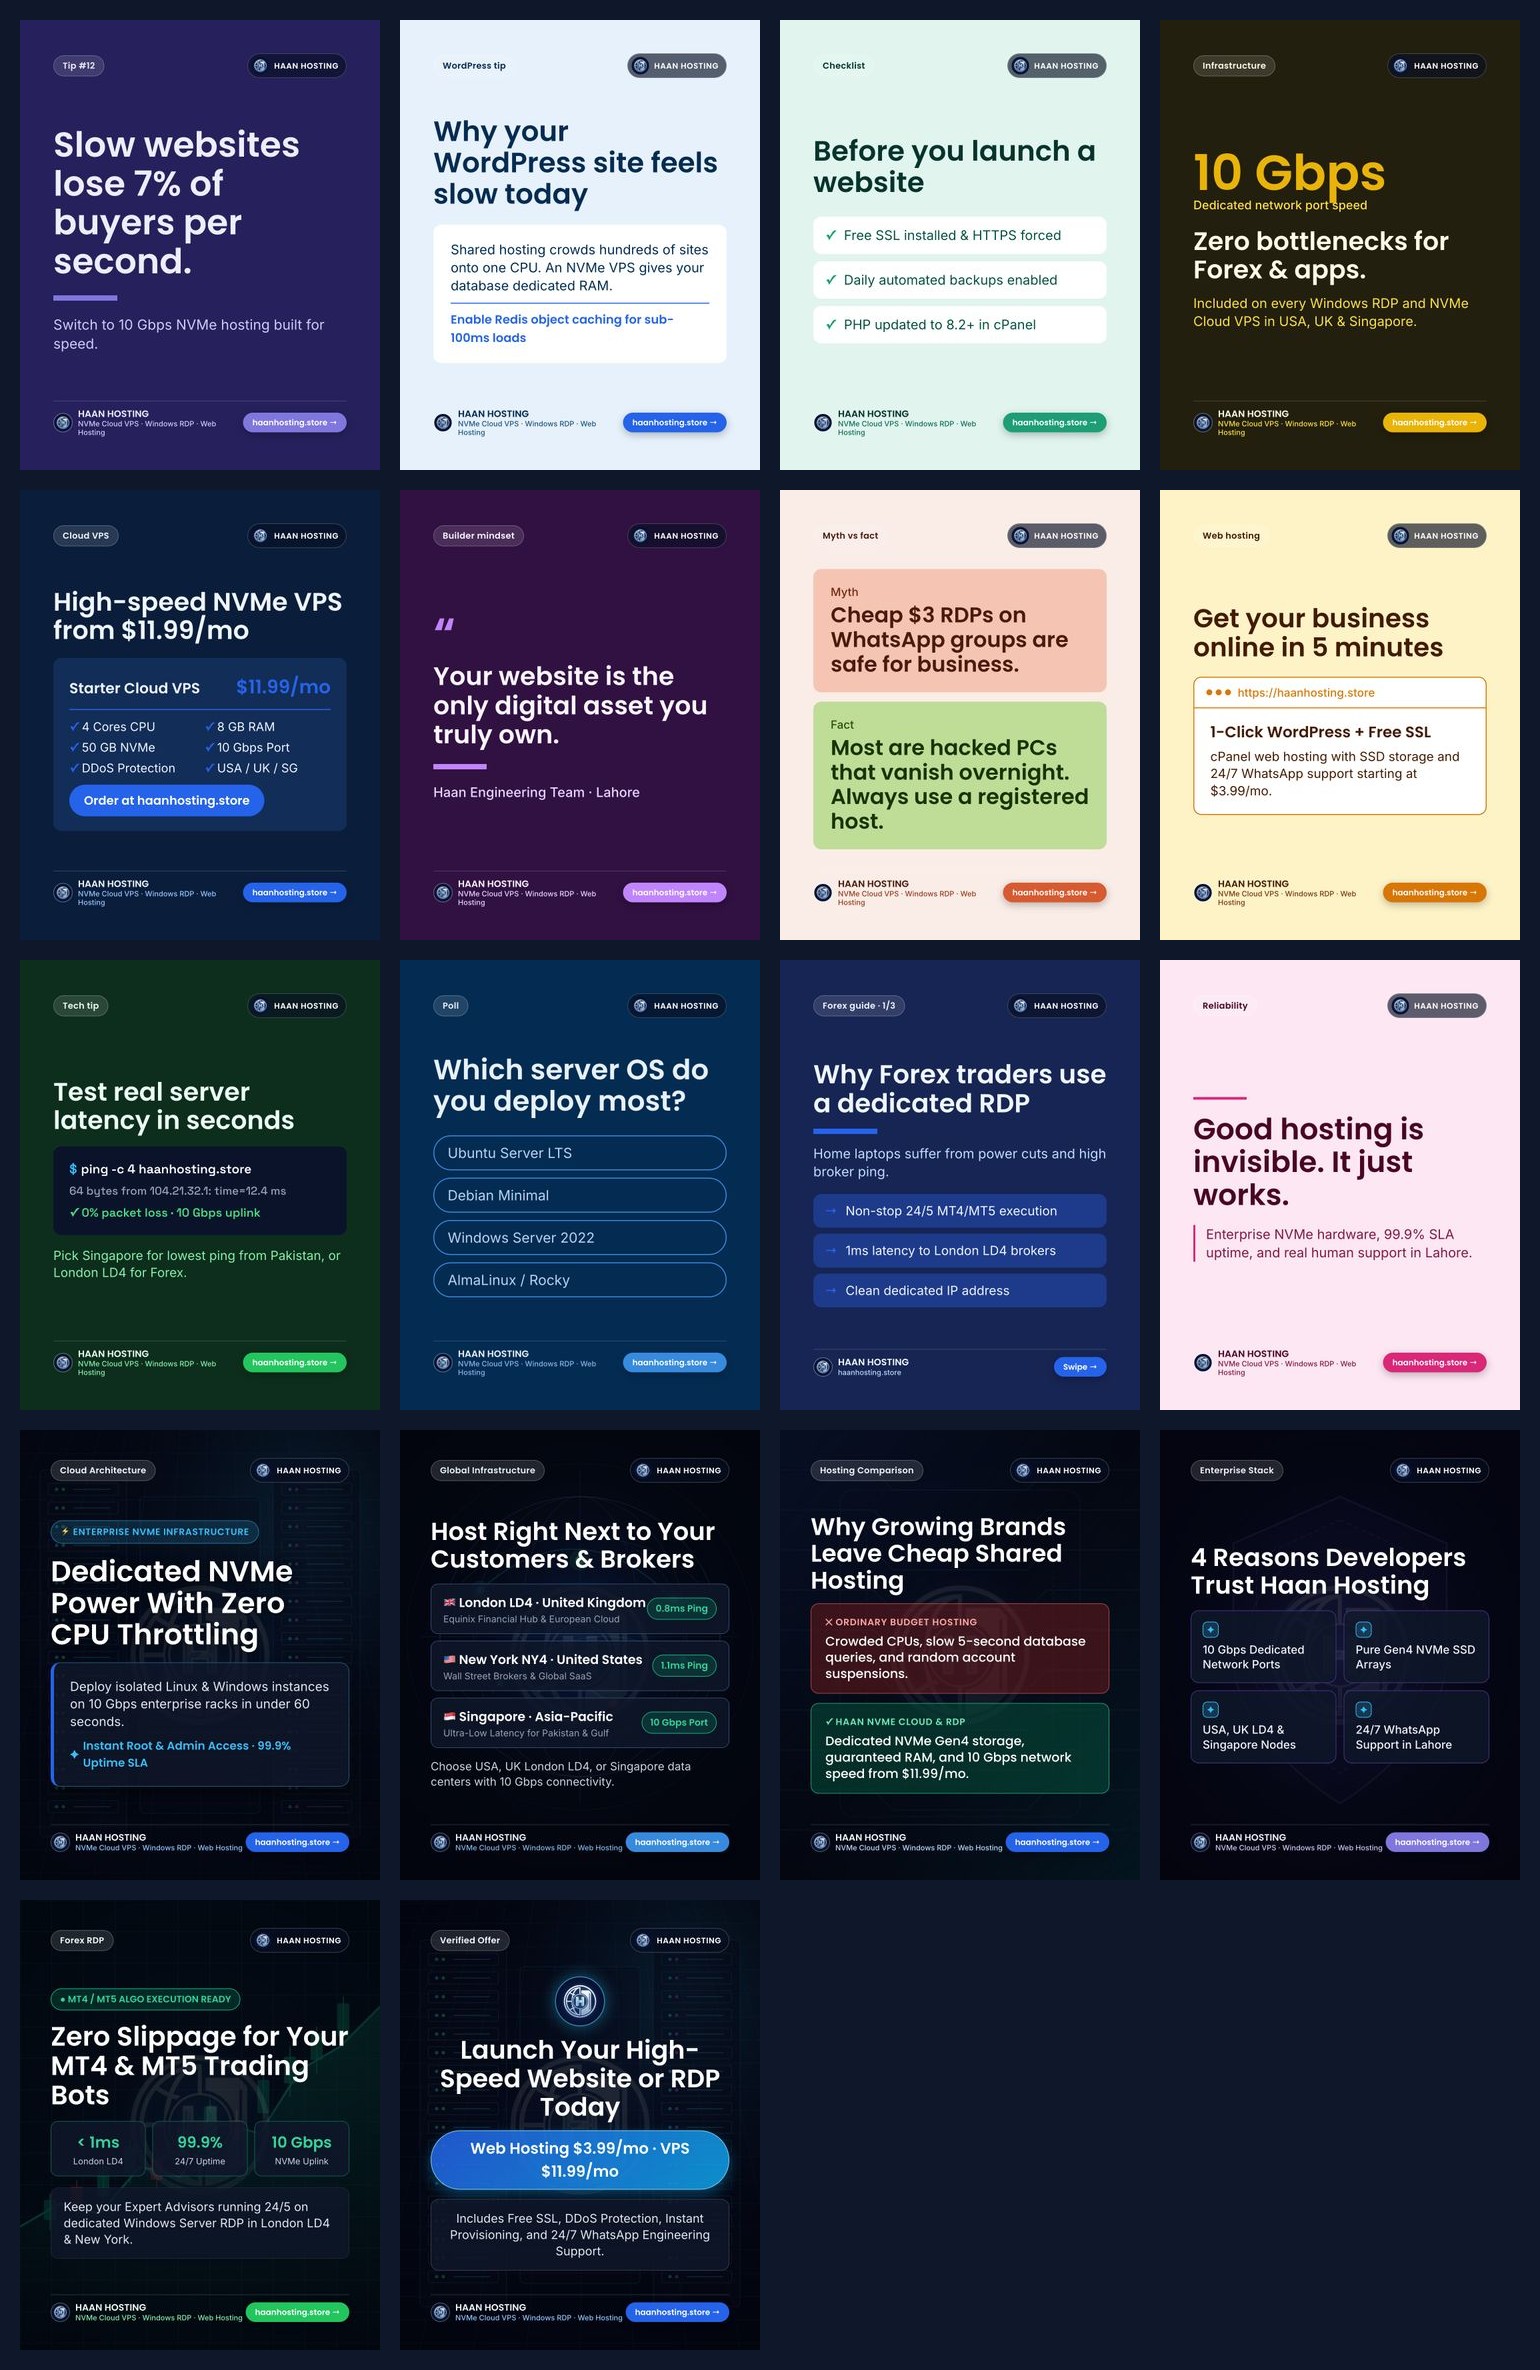 Tip #12
HAAN HOSTING
Slow websites
lose 7% of
buyers per
second.
Switch to 10 Gbps NVMe hosting built for
speed.
HAAN HOSTING
NVMe Cloud VPS · Windows RDP · Web
Hosting
haanhosting.store →
WordPress tip
HAAN HOSTING
Why your
WordPress site feels
slow today
Shared hosting crowds hundreds of sites
onto one CPU. An NVMe VPS gives your
database dedicated RAM.
Enable Redis object caching for sub-
100ms loads
HAAN HOSTING
NVMe Cloud VPS · Windows RDP · Web
Hosting
haanhosting.store →
Checklist
HAAN HOSTING
Before you launch a
website
✓ Free SSL installed & HTTPS forced
✓ Daily automated backups enabled
✓ PHP updated to 8.2+ in cPanel
HAAN HOSTING
NVMe Cloud VPS · Windows RDP · Web
Hosting
haanhosting.store →
Infrastructure
HAAN HOSTING
10 Gbps
Dedicated network port speed
Zero bottlenecks for
Forex & apps.
Included on every Windows RDP and NVMe
Cloud VPS in USA, UK & Singapore.
HAAN HOSTING
NVMe Cloud VPS · Windows RDP · Web
Hosting
haanhosting.store →
Cloud VPS
HAAN HOSTING
High-speed NVMe VPS
from $11.99/mo
Starter Cloud VPS $11.99/mo
✓ 4 Cores CPU ✓ 8 GB RAM
✓ 50 GB NVMe ✓ 10 Gbps Port
✓ DDoS Protection ✓ USA / UK / SG
Order at haanhosting.store
HAAN HOSTING
NVMe Cloud VPS · Windows RDP · Web
Hosting
haanhosting.store →
Builder mindset
HAAN HOSTING
“
Your website is the
only digital asset you
truly own.
Haan Engineering Team · Lahore
HAAN HOSTING
NVMe Cloud VPS · Windows RDP · Web
Hosting
haanhosting.store →
Myth vs fact
HAAN HOSTING
Myth
Cheap $3 RDPs on
WhatsApp groups are
safe for business.
Fact
Most are hacked PCs
that vanish overnight.
Always use a registered
host.
HAAN HOSTING
NVMe Cloud VPS · Windows RDP · Web
Hosting
haanhosting.store →
Web hosting
HAAN HOSTING
Get your business
online in 5 minutes
https://haanhosting.store
1-Click WordPress + Free SSL
cPanel web hosting with SSD storage and
24/7 WhatsApp support starting at
$3.99/mo.
HAAN HOSTING
NVMe Cloud VPS · Windows RDP · Web
Hosting
haanhosting.store →
Tech tip
HAAN HOSTING
Test real server
latency in seconds
$ ping -c 4 haanhosting.store
64 bytes from 104.21.32.1: time=12.4 ms
✓ 0% packet loss · 10 Gbps uplink
Pick Singapore for lowest ping from Pakistan, or
London LD4 for Forex.
HAAN HOSTING
NVMe Cloud VPS · Windows RDP · Web
Hosting
haanhosting.store →
Poll
HAAN HOSTING
Which server OS do
you deploy most?
Ubuntu Server LTS
Debian Minimal
Windows Server 2022
AlmaLinux / Rocky
HAAN HOSTING
NVMe Cloud VPS · Windows RDP · Web
Hosting
haanhosting.store →
Forex guide · 1/3
HAAN HOSTING
Why Forex traders use
a dedicated RDP
Home laptops suffer from power cuts and high
broker ping.
→ Non-stop 24/5 MT4/MT5 execution
→ 1ms latency to London LD4 brokers
→ Clean dedicated IP address
HAAN HOSTING
haanhosting.store
Swipe →
Reliability
HAAN HOSTING
Good hosting is
invisible. It just
works.
Enterprise NVMe hardware, 99.9% SLA
uptime, and real human support in Lahore.
HAAN HOSTING
NVMe Cloud VPS · Windows RDP · Web
Hosting
haanhosting.store →
Cloud Architecture
HAAN HOSTING
⚡ ENTERPRISE NVME INFRASTRUCTURE
Dedicated NVMe
Power With Zero
CPU Throttling
Deploy isolated Linux & Windows instances
on 10 Gbps enterprise racks in under 60
seconds.
✦ Instant Root & Admin Access · 99.9%
Uptime SLA
HAAN HOSTING
NVMe Cloud VPS · Windows RDP · Web Hosting
haanhosting.store →
Global Infrastructure
HAAN HOSTING
Host Right Next to Your
Customers & Brokers
🇬🇧 London LD4 · United Kingdom 0.8ms Ping
Equinix Financial Hub & European Cloud
🇺🇸 New York NY4 · United States 1.1ms Ping
Wall Street Brokers & Global SaaS
🇸🇬 Singapore · Asia-Pacific 10 Gbps Port
Ultra-Low Latency for Pakistan & Gulf
Choose USA, UK London LD4, or Singapore data
centers with 10 Gbps connectivity.
HAAN HOSTING
NVMe Cloud VPS · Windows RDP · Web Hosting
haanhosting.store →
Hosting Comparison
HAAN HOSTING
Why Growing Brands
Leave Cheap Shared
Hosting
✕ ORDINARY BUDGET HOSTING
Crowded CPUs, slow 5-second database
queries, and random account
suspensions.
✓ HAAN NVME CLOUD & RDP
Dedicated NVMe Gen4 storage,
guaranteed RAM, and 10 Gbps network
speed from $11.99/mo.
HAAN HOSTING
NVMe Cloud VPS · Windows RDP · Web Hosting
haanhosting.store →
Enterprise Stack
HAAN HOSTING
4 Reasons Developers
Trust Haan Hosting
✦ ✦
10 Gbps Dedicated
Network Ports
Pure Gen4 NVMe SSD
Arrays
✦ ✦
USA, UK LD4 &
Singapore Nodes
24/7 WhatsApp
Support in Lahore
HAAN HOSTING
NVMe Cloud VPS · Windows RDP · Web Hosting
haanhosting.store →
Forex RDP
HAAN HOSTING
● MT4 / MT5 ALGO EXECUTION READY
Zero Slippage for Your
MT4 & MT5 Trading
Bots
< 1ms
London LD4
99.9%
24/7 Uptime
10 Gbps
NVMe Uplink
Keep your Expert Advisors running 24/5 on
dedicated Windows Server RDP in London LD4
& New York.
HAAN HOSTING
NVMe Cloud VPS · Windows RDP · Web Hosting
haanhosting.store →
Verified Offer
HAAN HOSTING
Launch Your High-
Speed Website or RDP
Today
Web Hosting $3.99/mo · VPS
$11.99/mo
Includes Free SSL, DDoS Protection, Instant
Provisioning, and 24/7 WhatsApp Engineering
Support.
HAAN HOSTING
NVMe Cloud VPS · Windows RDP · Web Hosting
haanhosting.store →